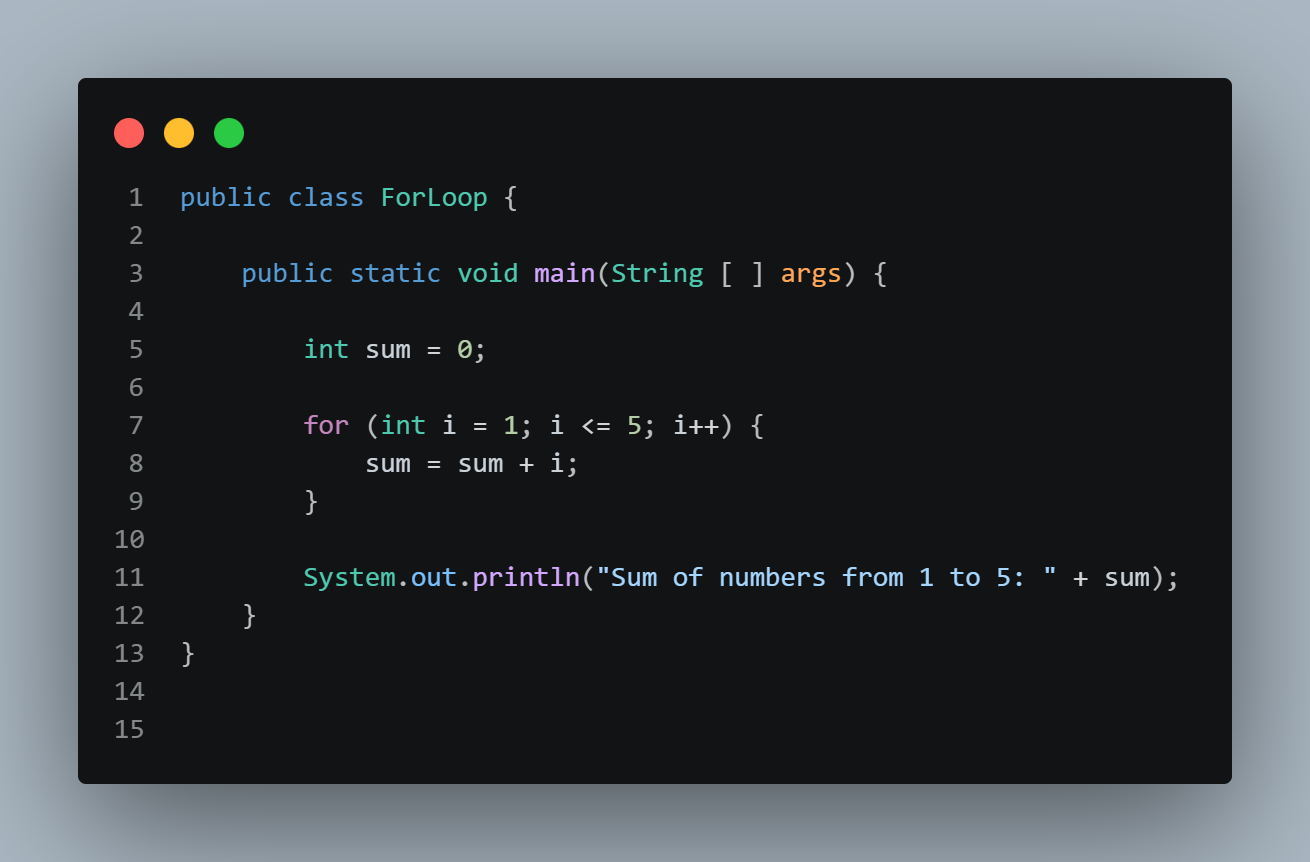 1 public class ForLoop {
2
3     public static void main(String [ ] args) {
4
5         int sum = 0;
6
7         for (int i = 1; i <= 5; i++) {
8             sum = sum + i;
9         }
10
11         System.out.println("Sum of numbers from 1 to 5: " + sum);
12     }
13 }
14
15